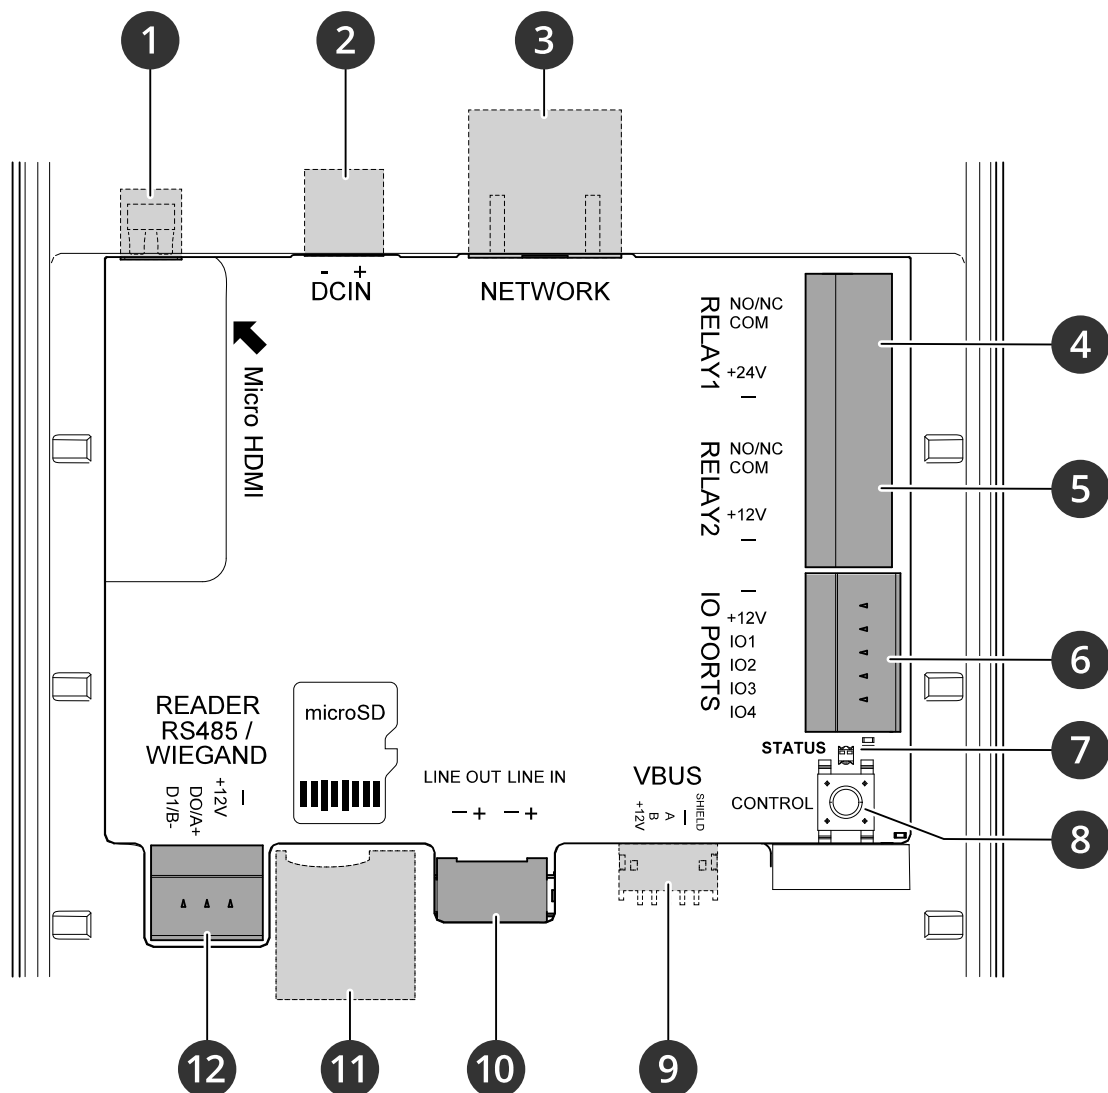 1
2
3
- +
DCIN
NETWORK
Micro HDMI
RELAY1
NO/NC
COM
+24V
—
4
RELAY2
NO/NC
COM
+12V
—
5
IO PORTS
—
+12V
IO1
IO2
IO3
IO4
6
STATUS
7
CONTROL
8
READER
RS485 /
WIEGAND
D1/B-
DO/A+
+12V
—
microSD
LINE OUT LINE IN
— + — +
VBUS
+12V
B
A
—
SHIELD
12
11
10
9